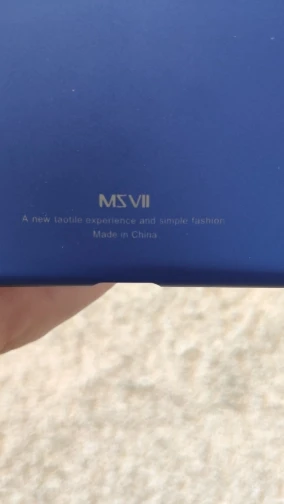 MSVII
A new tactile experience and simple fashion
Made in China